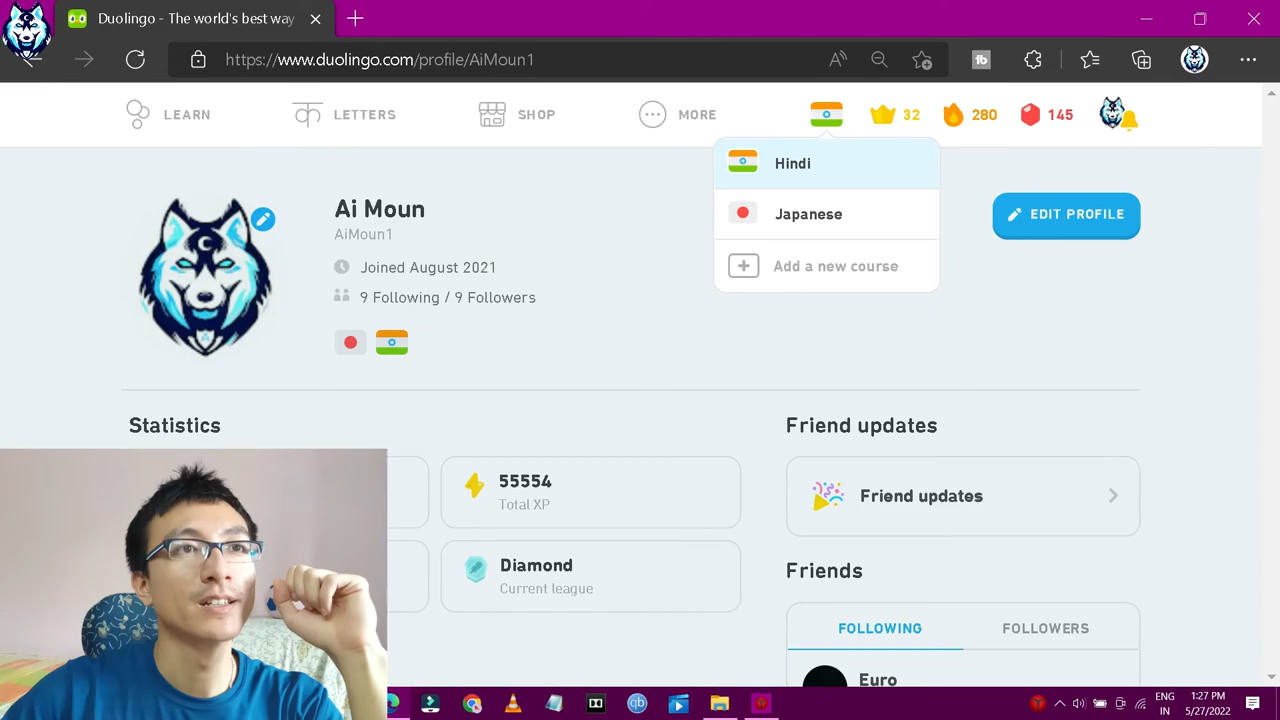 Duolingo - The world's best way
https://www.duolingo.com/profile/AiMoun1
LEARN
LETTERS
SHOP
MORE
32
280
145
Hindi
Japanese
Add a new course
Ai Moun
AiMoun1
Joined August 2021
9 Following / 9 Followers
EDIT PROFILE
Statistics
55554
Total XP
Diamond
Current league
Friend updates
Friend updates
Friends
FOLLOWING
FOLLOWERS
Euro
ENG
IN
1:27 PM
5/27/2022